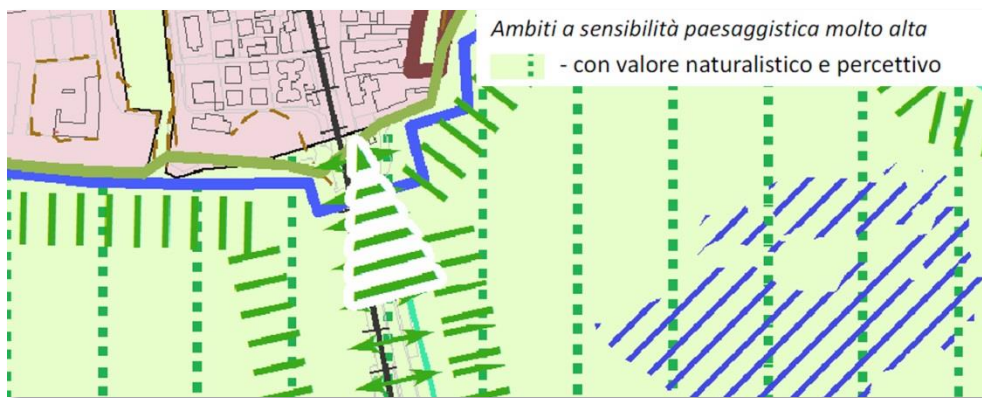 Ambiti a sensibilità paesaggistica molto alta
- con valore naturalistico e percettivo